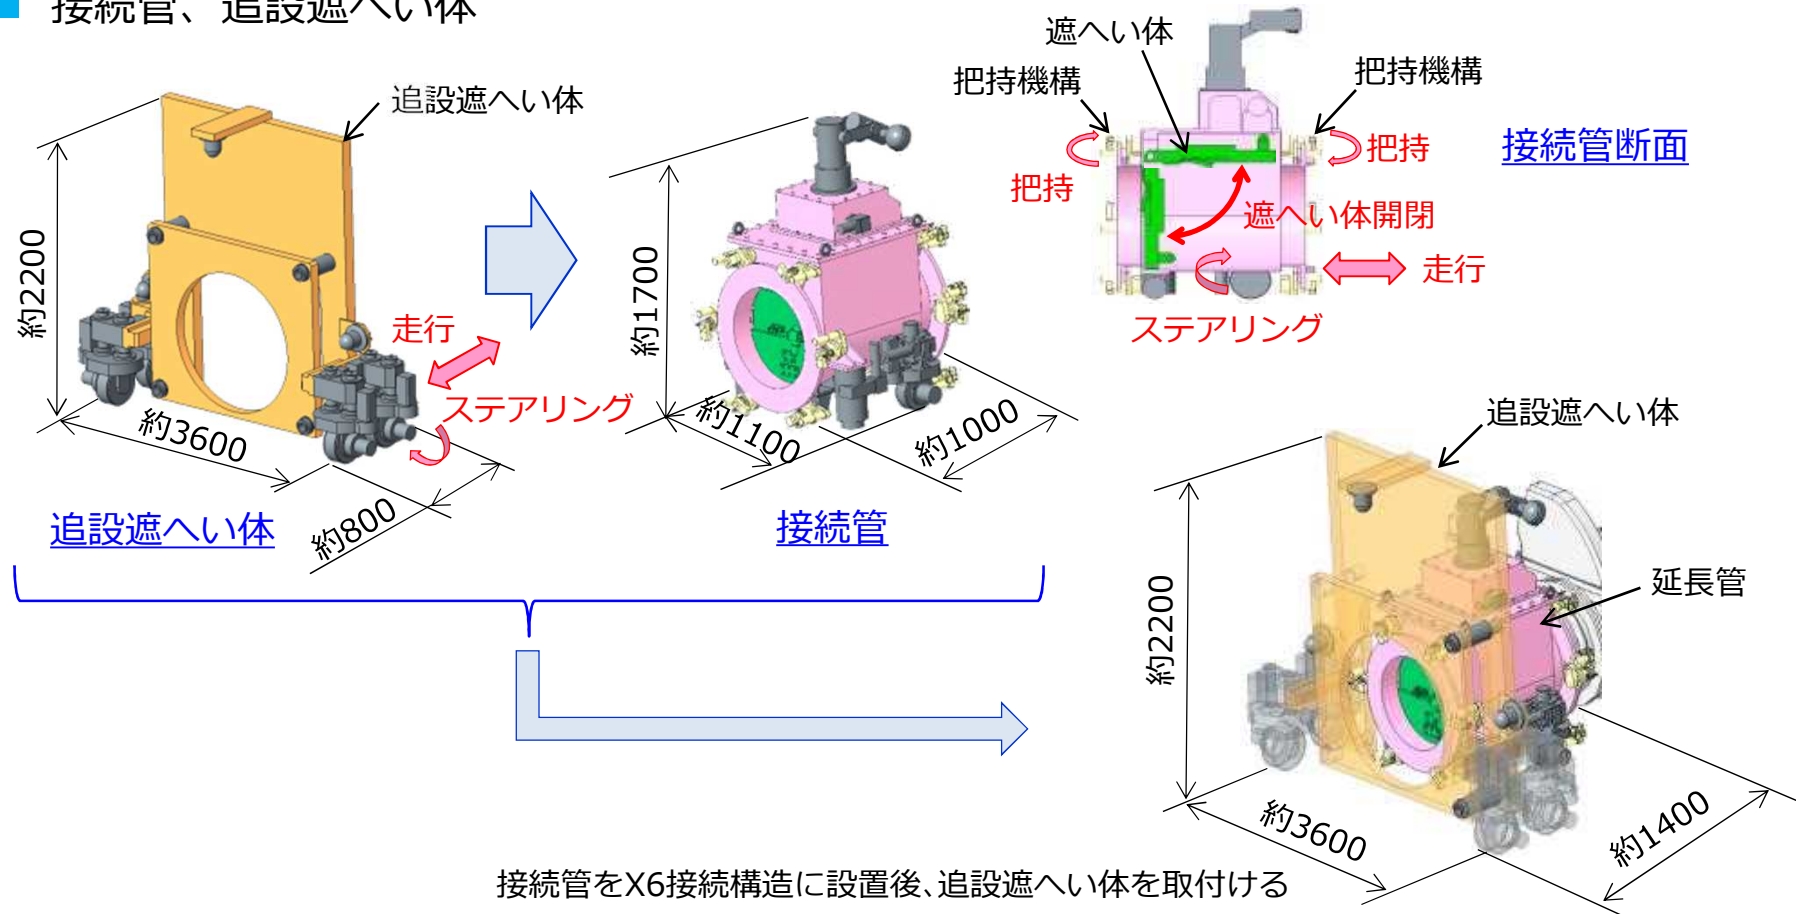 接続管、追設遮へい体
追設遮へい体
約2200
走行
ステアリング
約3600
約800
追設遮へい体
約1700
約1100
約1000
接続管
遮へい体
把持機構
把持機構
把持
把持
遮へい体開閉
走行
ステアリング
接続管断面
追設遮へい体
延長管
約2200
約3600
約1400
接続管をX6接続構造に設置後、追設遮へい体を取付ける